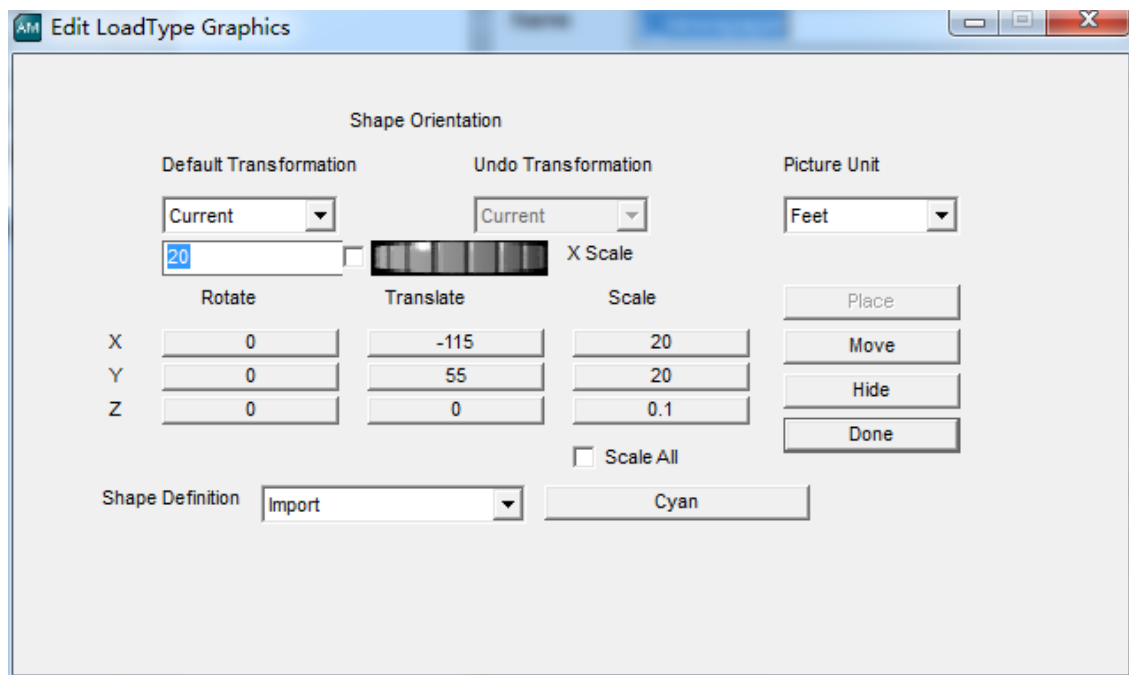 AM Edit LoadType Graphics
Shape Orientation
Default Transformation Undo Transformation Picture Unit
Current Current Feet
20 X Scale
Rotate Translate Scale Place
X 0 -115 20 Move
Y 0 55 20 Hide
Z 0 0 0.1 Done
Scale All
Shape Definition Import Cyan